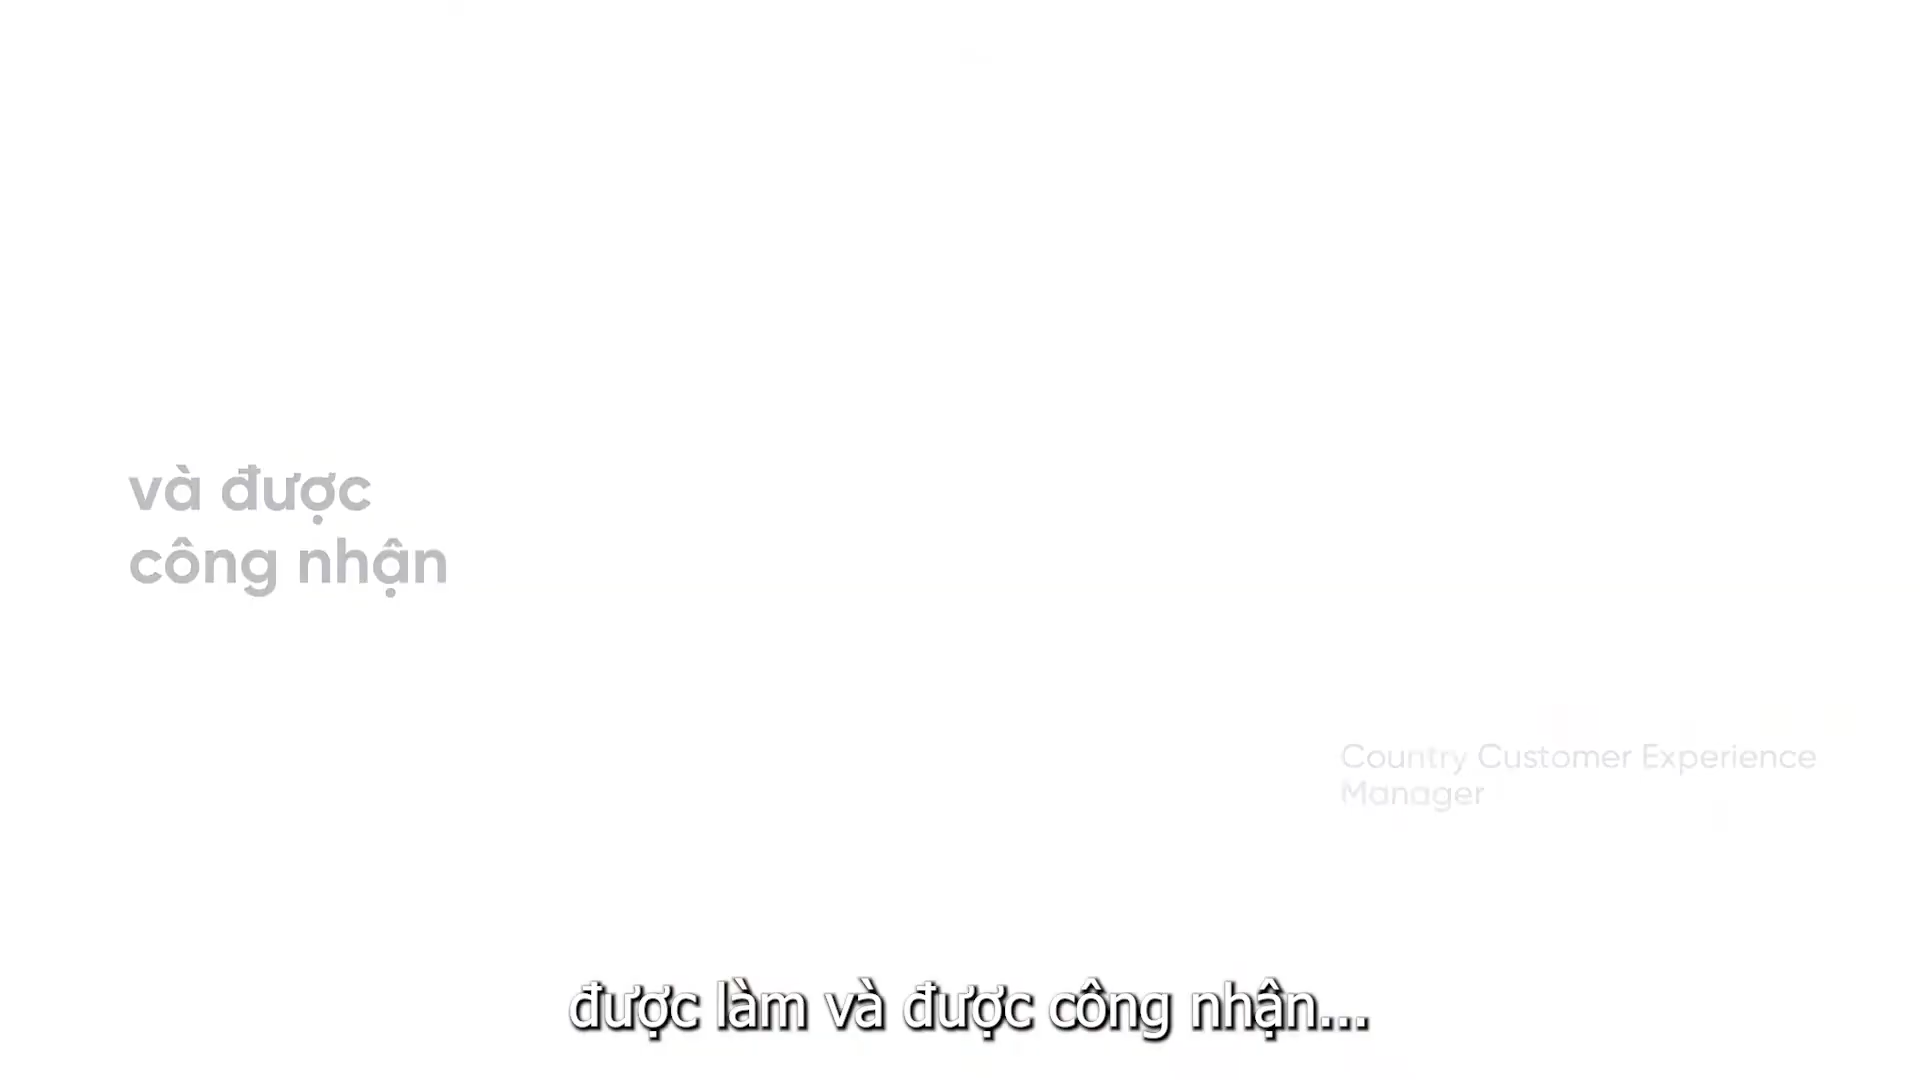 và được
công nhận
Country Customer Experience
Manager
được làm và được công nhận...